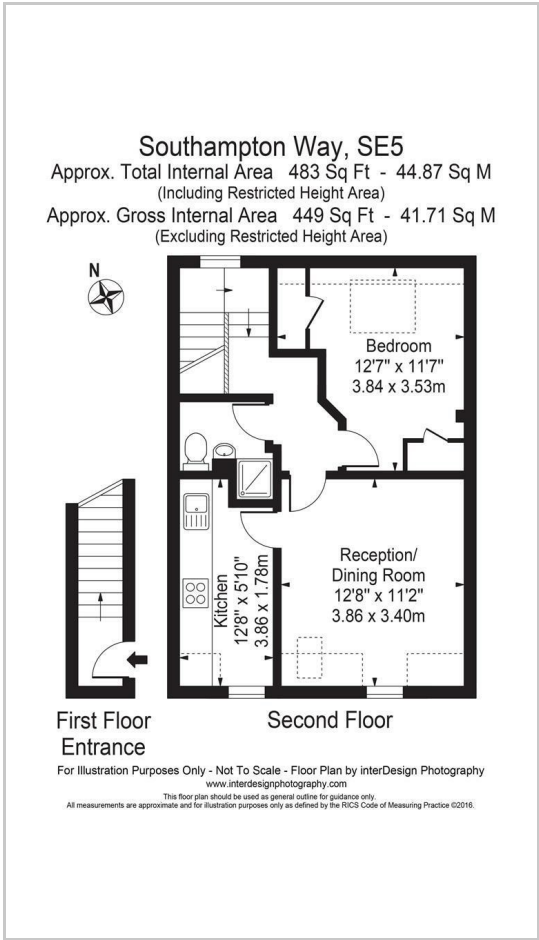 Southampton Way, SE5
Approx. Total Internal Area 483 Sq Ft - 44.87 Sq M
(Including Restricted Height Area)
Approx. Gross Internal Area 449 Sq Ft - 41.71 Sq M
(Excluding Restricted Height Area)
N
Bedroom
12'7" x 11'7"
3.84 x 3.53m
Kitchen
12'8" x 5'10"
3.86 x 1.78m
Reception/
Dining Room
12'8" x 11'2"
3.86 x 3.40m
First Floor
Entrance
Second Floor
For Illustration Purposes Only - Not To Scale - Floor Plan by interDesign Photography
www.interdesignphotography.com
This floor plan should be used as general outline for guidance only.
All measurements are approximate and for illustration purposes only as defined by the RICS Code of Measuring Practice ©2016.